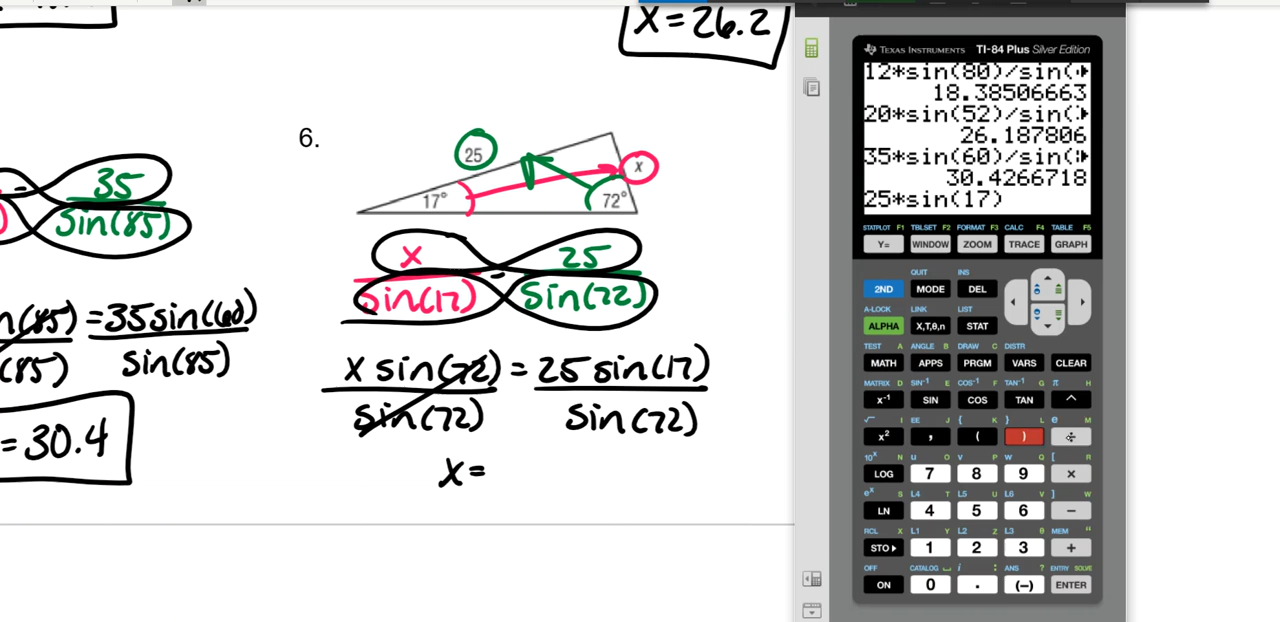 x = 26.2
6.
25
x
17°
72°
35
sin(85)
x
25
sin(17)
=
sin(72)
=35sin(60)
sin(85)
(85)
= 30.4
x sin(72) = 25 sin(17)
sin(72)
sin(72)
x=
TEXAS INSTRUMENTS TI-84 Plus Silver Edition
12*sin(80)/sin(
18.38506663
20*sin(52)/sin(
26.187806
35*sin(60)/sin(
30.4266718
25*sin(17)
STATPLOT F1 TBLSET F2 FORMAT F3 CALC F4 TABLE F5
Y= WINDOW ZOOM TRACE GRAPH
QUIT INS
2ND MODE DEL
A-LOCK LINK LIST
ALPHA X,T,θ,n STAT
TEST A ANGLE B DRAW C DISTR
MATH APPS PRGM VARS CLEAR
MATRIX D SIN⁻¹ E COS⁻¹ F TAN⁻¹ G π H
x⁻¹ SIN COS TAN ^
√ I EE J { K } L e M
x² , ( ) ÷
10ˣ N u O v P w Q [ R
LOG 7 8 9 ×
eˣ S L4 T L5 U L6 V ] W
LN 4 5 6 −
RCL X L1 Y L2 Z L3 θ MEM "
STO▶ 1 2 3 +
OFF CATALOG i : ANS ? ENTRY SOLVE
ON 0 . (−) ENTER